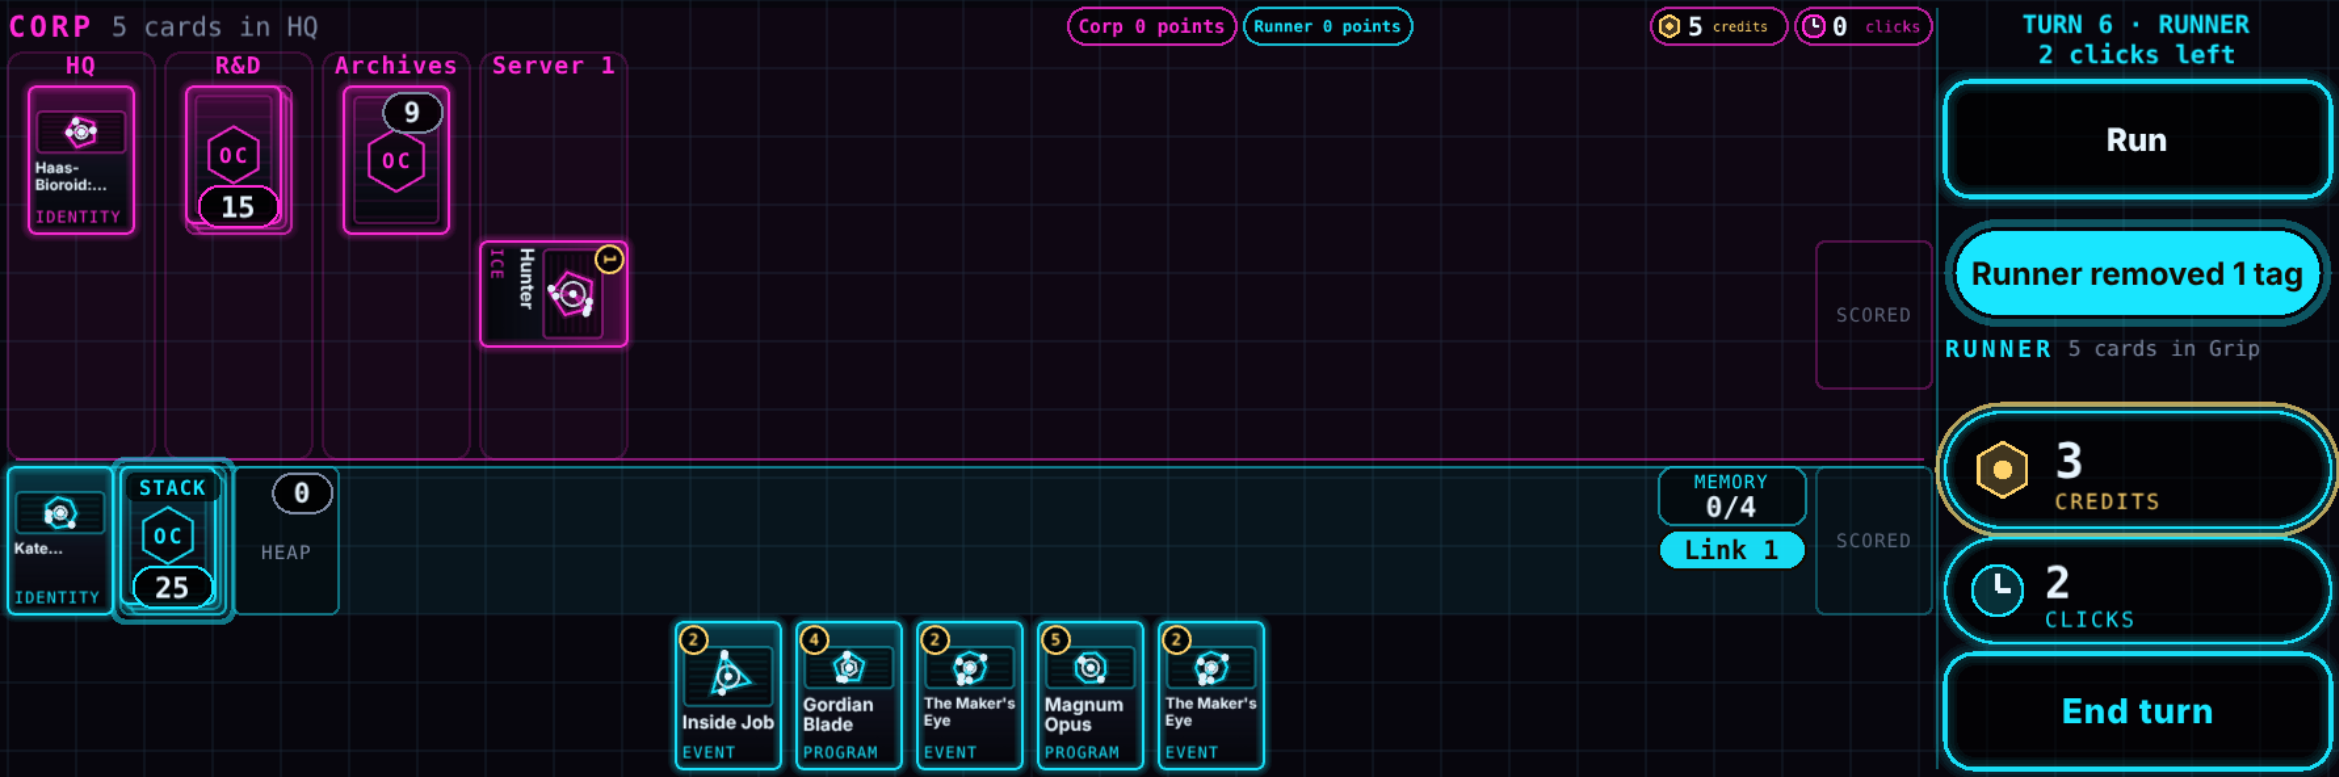 CORP 5 cards in HQ
Corp 0 points
Runner 0 points
5 credits
0 clicks
TURN 6 · RUNNER
2 clicks left
HQ
R&D
Archives
Server 1
Haas-
Bioroid:...
IDENTITY
OC
15
9
OC
ICE
Hunter
1
SCORED
Run
Runner removed 1 tag
RUNNER 5 cards in Grip
3
CREDITS
2
CLICKS
End turn
Kate...
IDENTITY
STACK
OC
25
0
HEAP
MEMORY
0/4
Link 1
SCORED
2
Inside Job
EVENT
4
Gordian
Blade
PROGRAM
2
The Maker's
Eye
EVENT
5
Magnum
Opus
PROGRAM
2
The Maker's
Eye
EVENT